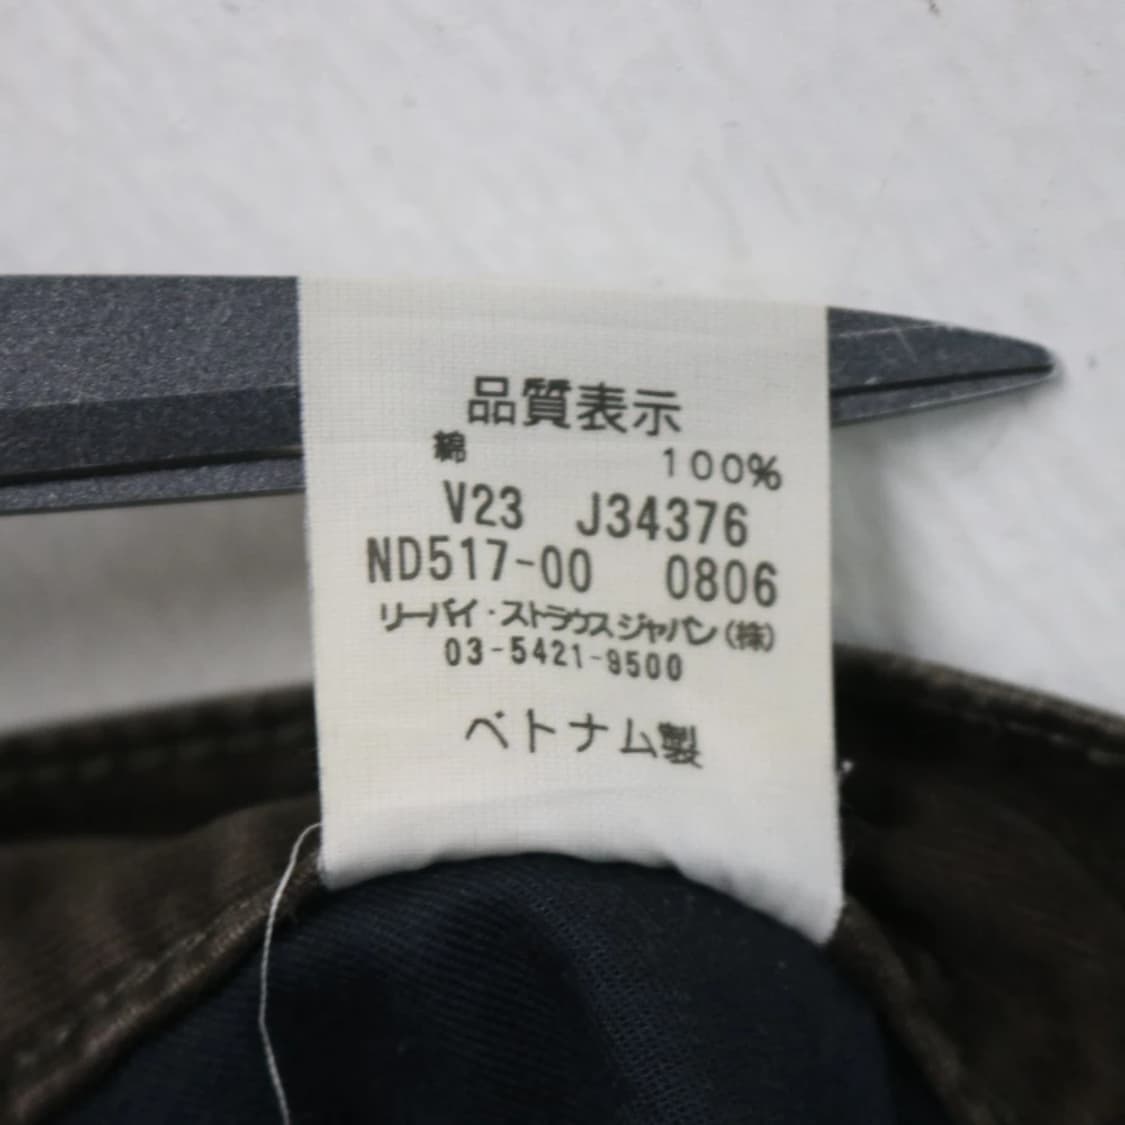 品質表示
綿 100%
V23 J34376
ND517-00 0806
リーバイ・ストラウスジャパン(株)
03-5421-9500
ベトナム製